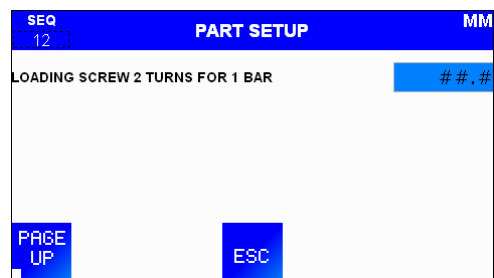 SEQ
12
PART SETUP
MM
LOADING SCREW 2 TURNS FOR 1 BAR
##.#
PAGE
UP
ESC